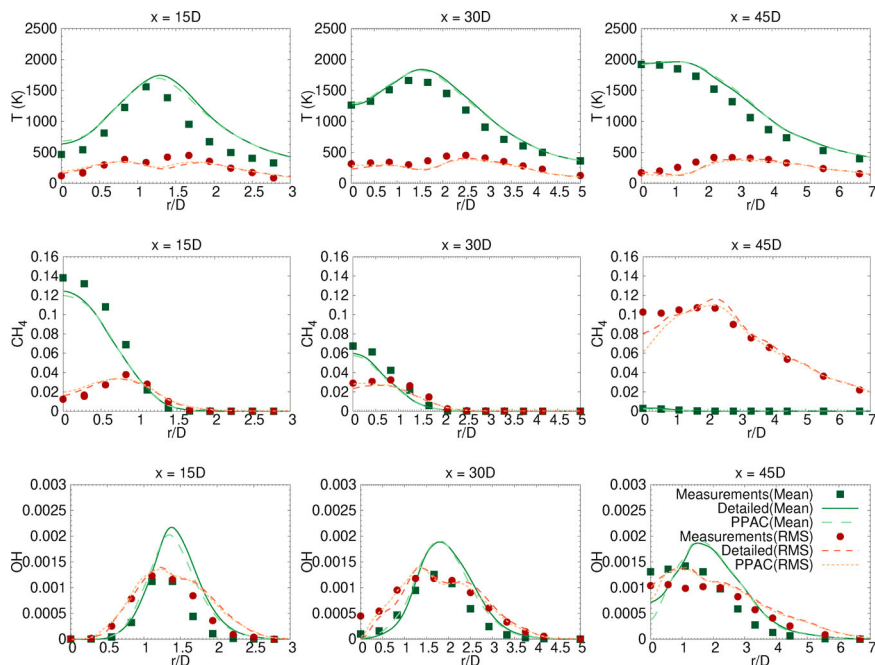 x = 15D
x = 30D
x = 45D
2500
2000
1500
1000
500
0
T (K)
0 0.5 1 1.5 2 2.5 3
r/D
2500
2000
1500
1000
500
0
T (K)
0 0.5 1 1.5 2 2.5 3 3.5 4 4.5 5
r/D
2500
2000
1500
1000
500
0
T (K)
0 1 2 3 4 5 6 7
r/D
x = 15D
x = 30D
x = 45D
0.16
0.14
0.12
0.1
0.08
0.06
0.04
0.02
0
CH4
0 0.5 1 1.5 2 2.5 3
r/D
0.16
0.14
0.12
0.1
0.08
0.06
0.04
0.02
0
CH4
0 0.5 1 1.5 2 2.5 3 3.5 4 4.5 5
r/D
0.16
0.14
0.12
0.1
0.08
0.06
0.04
0.02
0
CH4
0 1 2 3 4 5 6 7
r/D
x = 15D
x = 30D
x = 45D
0.003
0.0025
0.002
0.0015
0.001
0.0005
0
OH
0 0.5 1 1.5 2 2.5 3
r/D
0.003
0.0025
0.002
0.0015
0.001
0.0005
0
OH
0 0.5 1 1.5 2 2.5 3 3.5 4 4.5 5
r/D
0.003
0.0025
0.002
0.0015
0.001
0.0005
0
OH
Measurements(Mean)
Detailed(Mean)
PPAC(Mean)
Measurements(RMS)
Detailed(RMS)
PPAC(RMS)
0 1 2 3 4 5 6 7
r/D